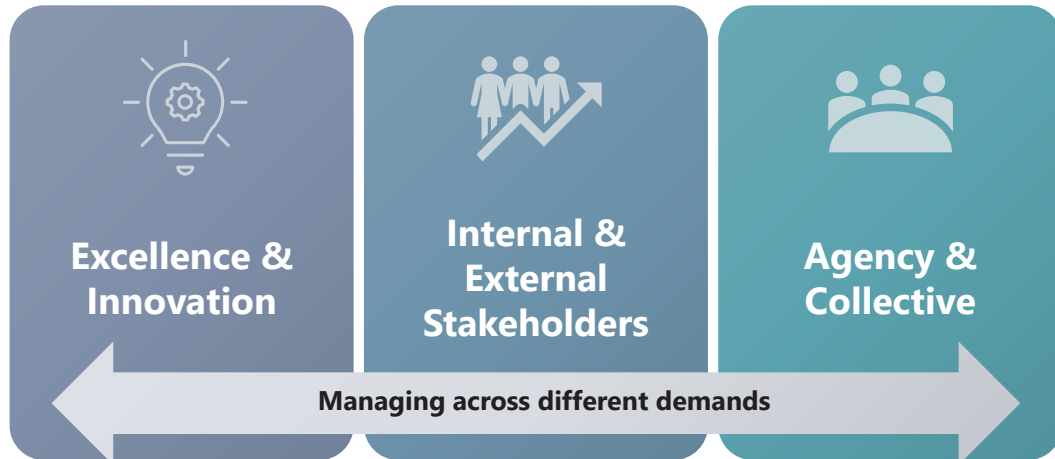 Excellence &
Innovation
Internal &
External
Stakeholders
Agency &
Collective
Managing across different demands